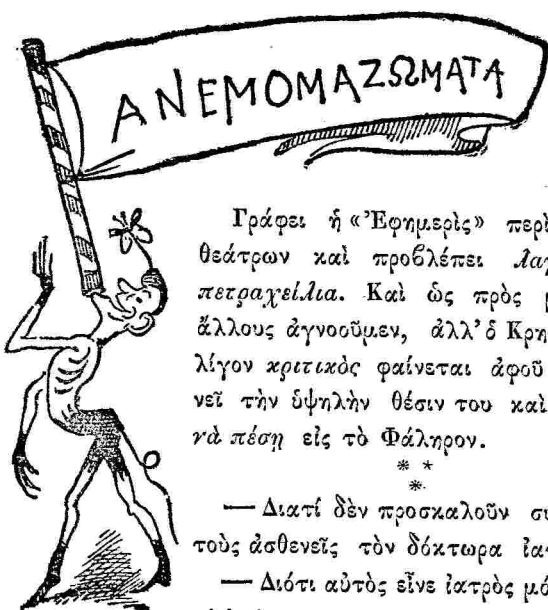 ΑΝΕΜΟΜΑΖΩΜΑΤΑ
Γράφει ἡ «Ἐφημερὶς» περὶ
θεάτρων καὶ προβλέπει
πετραχείλια. Καὶ ὡς πρὸς
ἄλλους ἀγνοοῦμεν, ἀλλ' ὁ
λίγον κριτικὸς φαίνεται ἀφοῦ
νεῖ τὴν ὑψηλὴν θέσιν του καὶ
νὰ πέσῃ εἰς τὸ Φάληρον.
* *
*
— Διατί δὲν προσκαλοῦν
τοὺς ἀσθενεῖς τὸν δόκτωρα
— Διότι αὐτὸς εἶνε ἰατρὸς